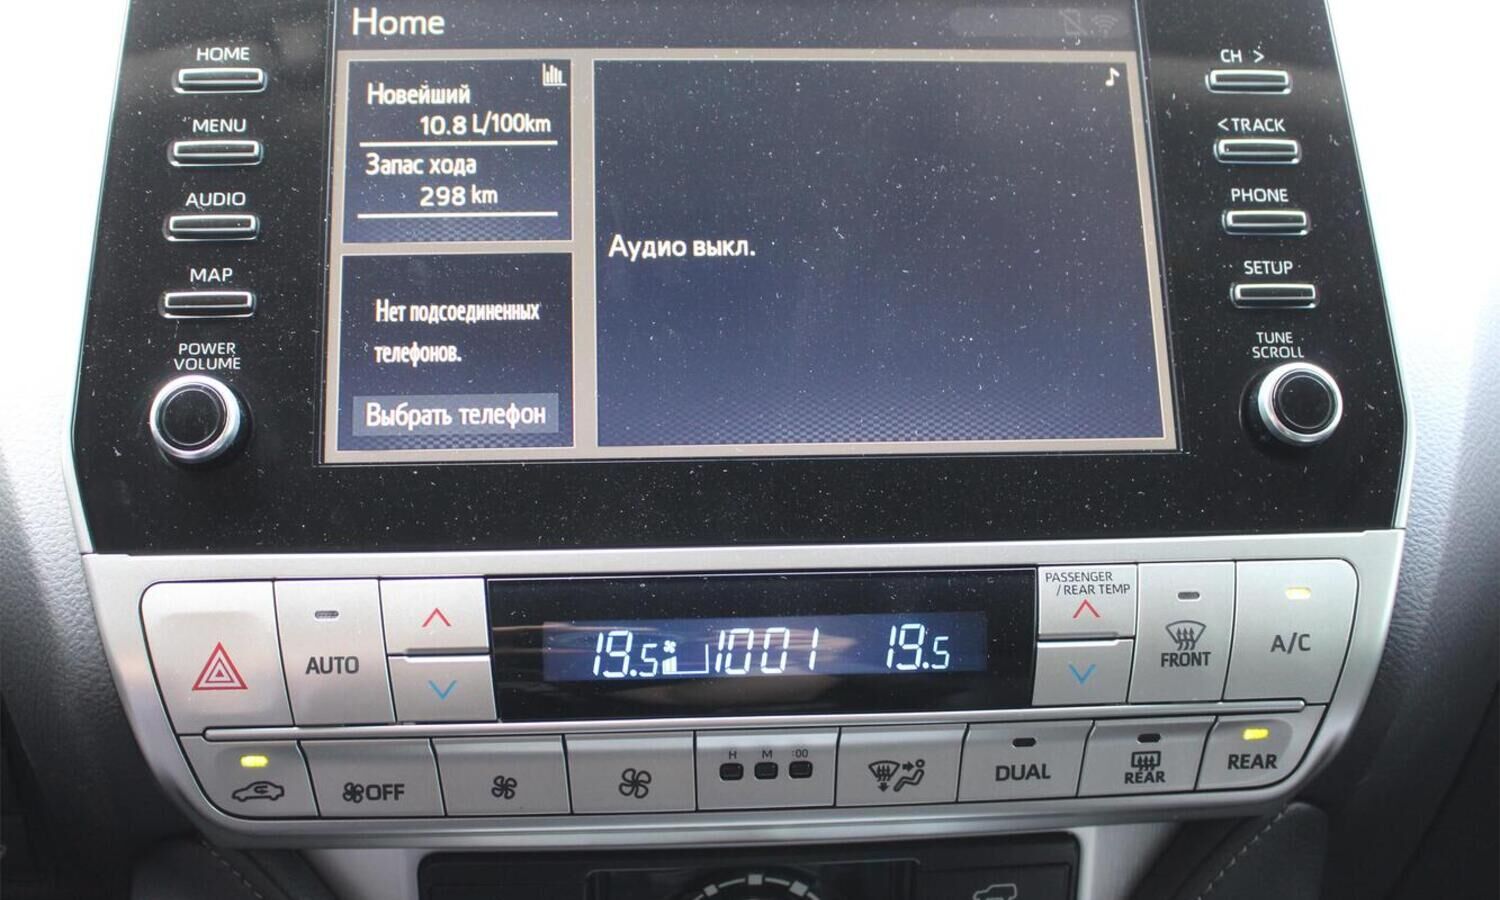 Home
HOME
MENU
AUDIO
MAP
POWER
VOLUME
Новейший
10.8 L/100km
Запас хода
298 km
Нет подсоединенных
телефонов.
Выбрать телефон
Аудио выкл.
CH >
<TRACK
PHONE
SETUP
TUNE
SCROLL
AUTO
19.5 1001 19.5
PASSENGER
/REAR TEMP
FRONT
A/C
OFF
H M :00
DUAL
REAR
REAR